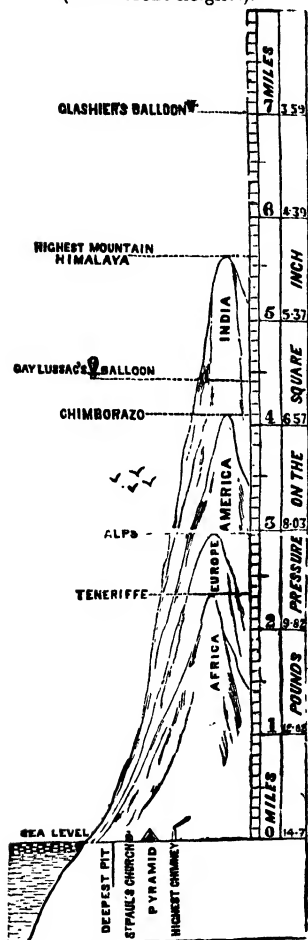 7 MILES
GLASHIER'S BALLOON
3·59
6
4·39
HIGHEST MOUNTAIN
HIMALAYA
INDIA
5
5·37
GAY LUSSAC'S BALLOON
CHIMBORAZO
4
6·57
AMERICA
ALPS
3
8·03
EUROPE
TENERIFFE
2
9·82
AFRICA
1
0 MILES
14·7
POUNDS PRESSURE ON THE SQUARE INCH
SEA LEVEL
DEEPEST PIT
ST PAUL'S CHURCH
PYRAMID
HIGHEST CHIMNEY